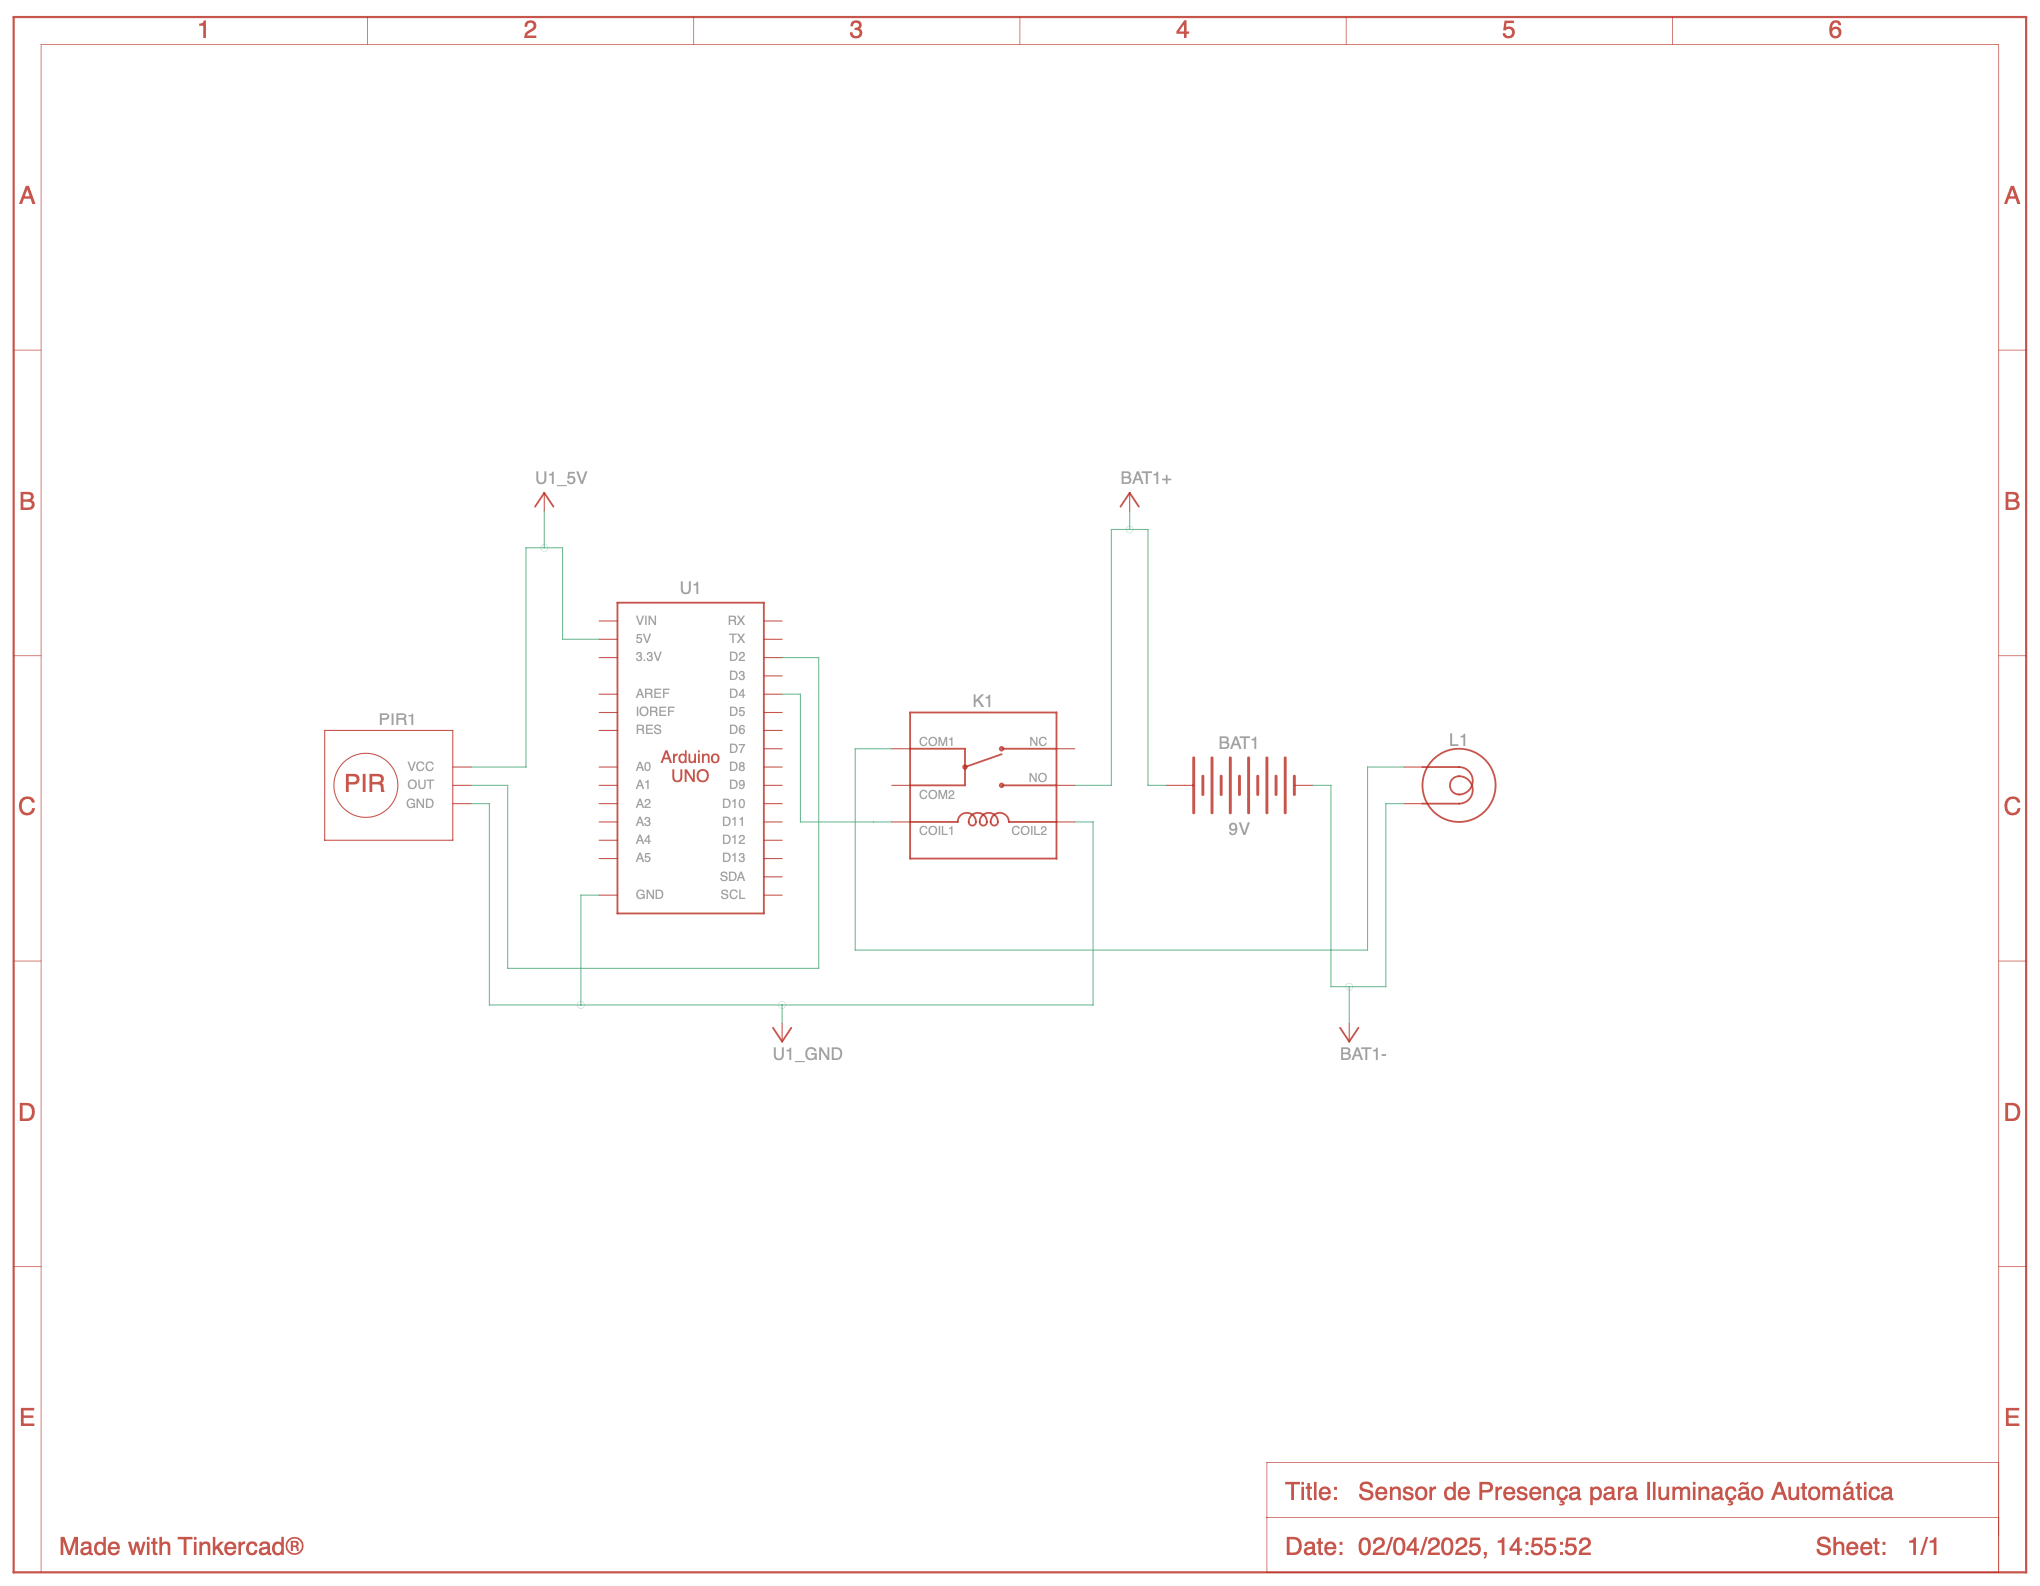 1 2 3 4 5 6
A A
U1_5V BAT1+
B B
U1
VIN RX
5V TX
3.3V D2
D3
AREF D4
IOREF D5
RES D6
D7
A0 D8
A1 D9
A2 D10
A3 D11
A4 D12
A5 D13
SDA
GND SCL
Arduino
UNO
PIR1
PIR
VCC
OUT
GND
K1
COM1 NC
NO
COM2
COIL1 COIL2
BAT1
9V
L1
C C
U1_GND BAT1-
D D
E E
Title: Sensor de Presença para Iluminação Automática
Made with Tinkercad®
Date: 02/04/2025, 14:55:52 Sheet: 1/1